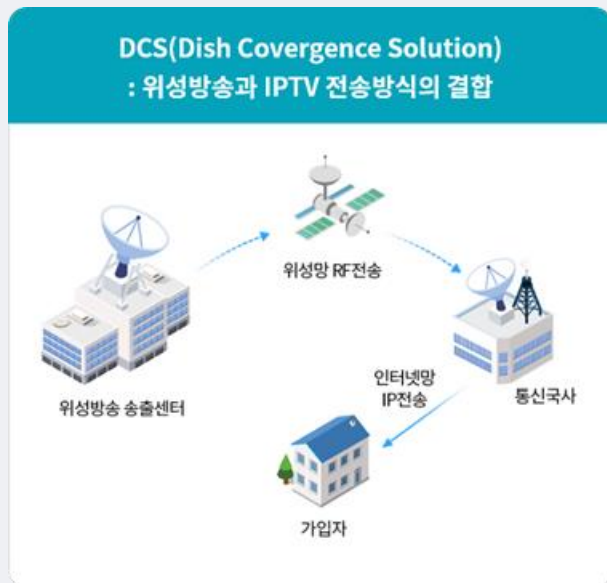 DCS(Dish Covergence Solution)
: 위성방송과 IPTV 전송방식의 결합
위성망 RF전송
위성방송 송출센터
인터넷망
IP전송
통신국사
가입자